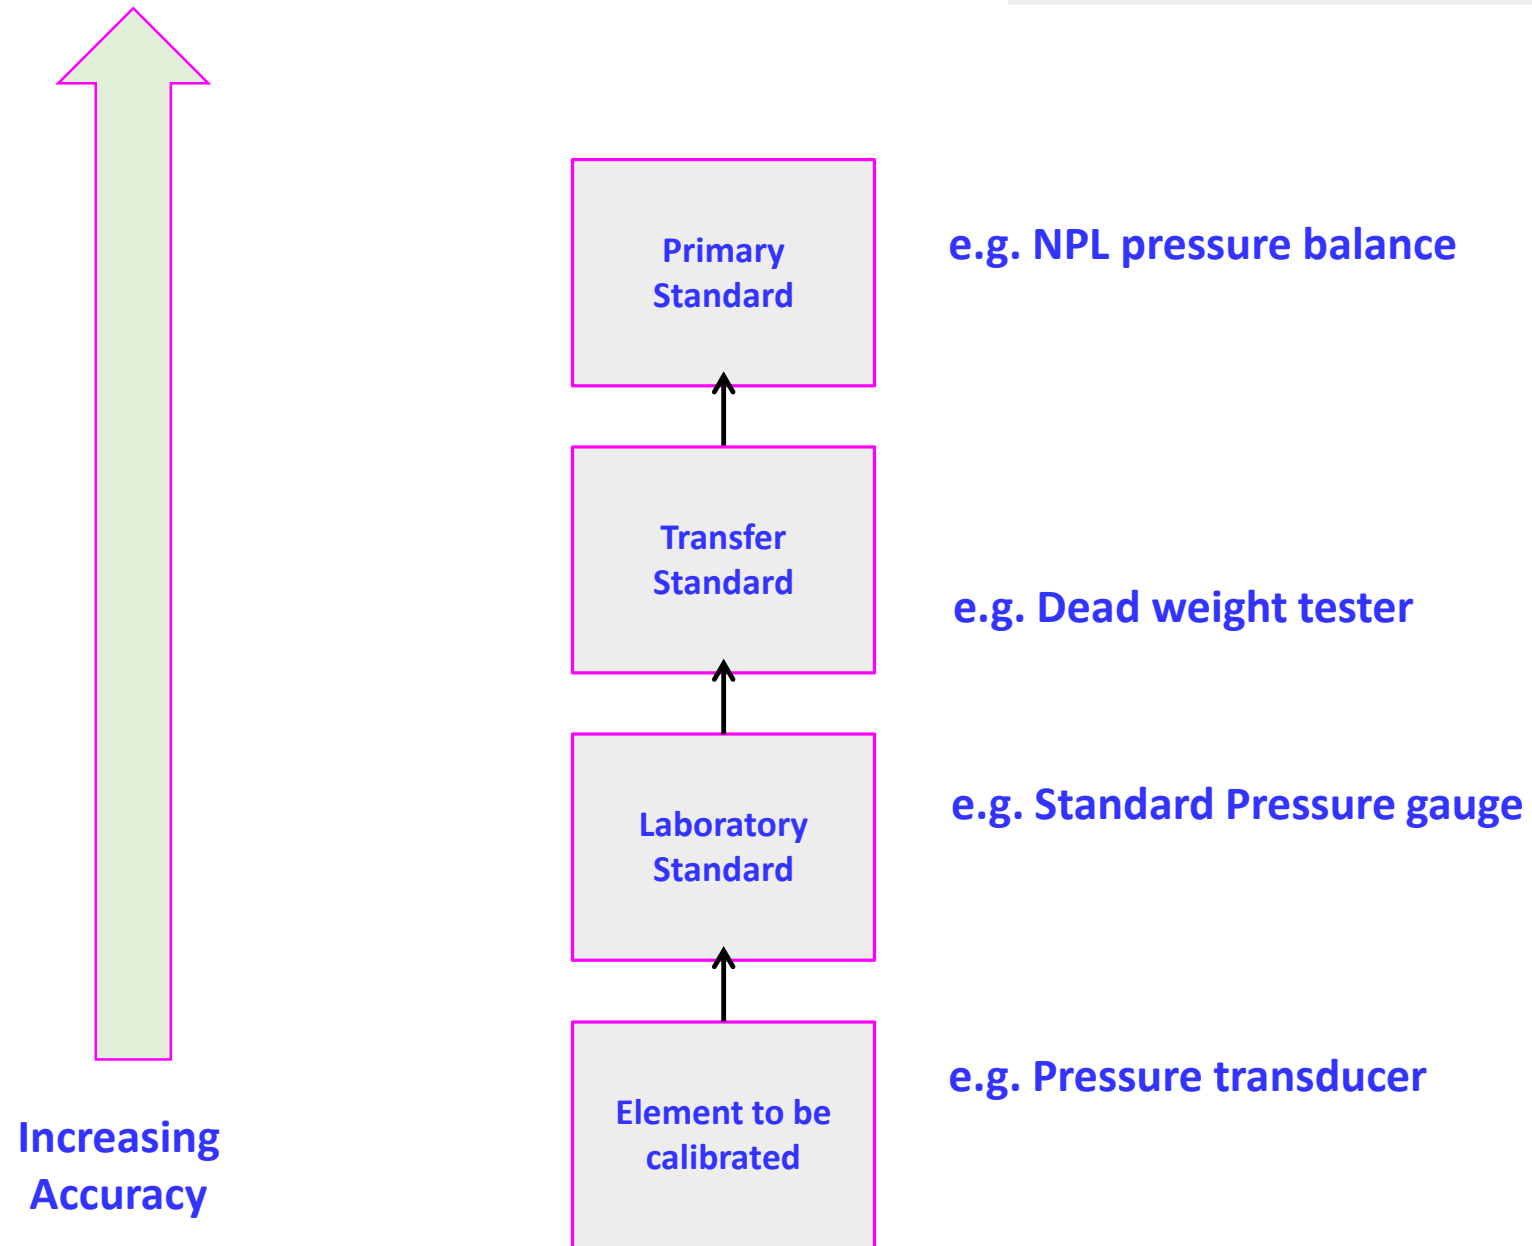 Primary
Standard
e.g. NPL pressure balance
Transfer
Standard
e.g. Dead weight tester
Laboratory
Standard
e.g. Standard Pressure gauge
Element to be
calibrated
e.g. Pressure transducer
Increasing
Accuracy